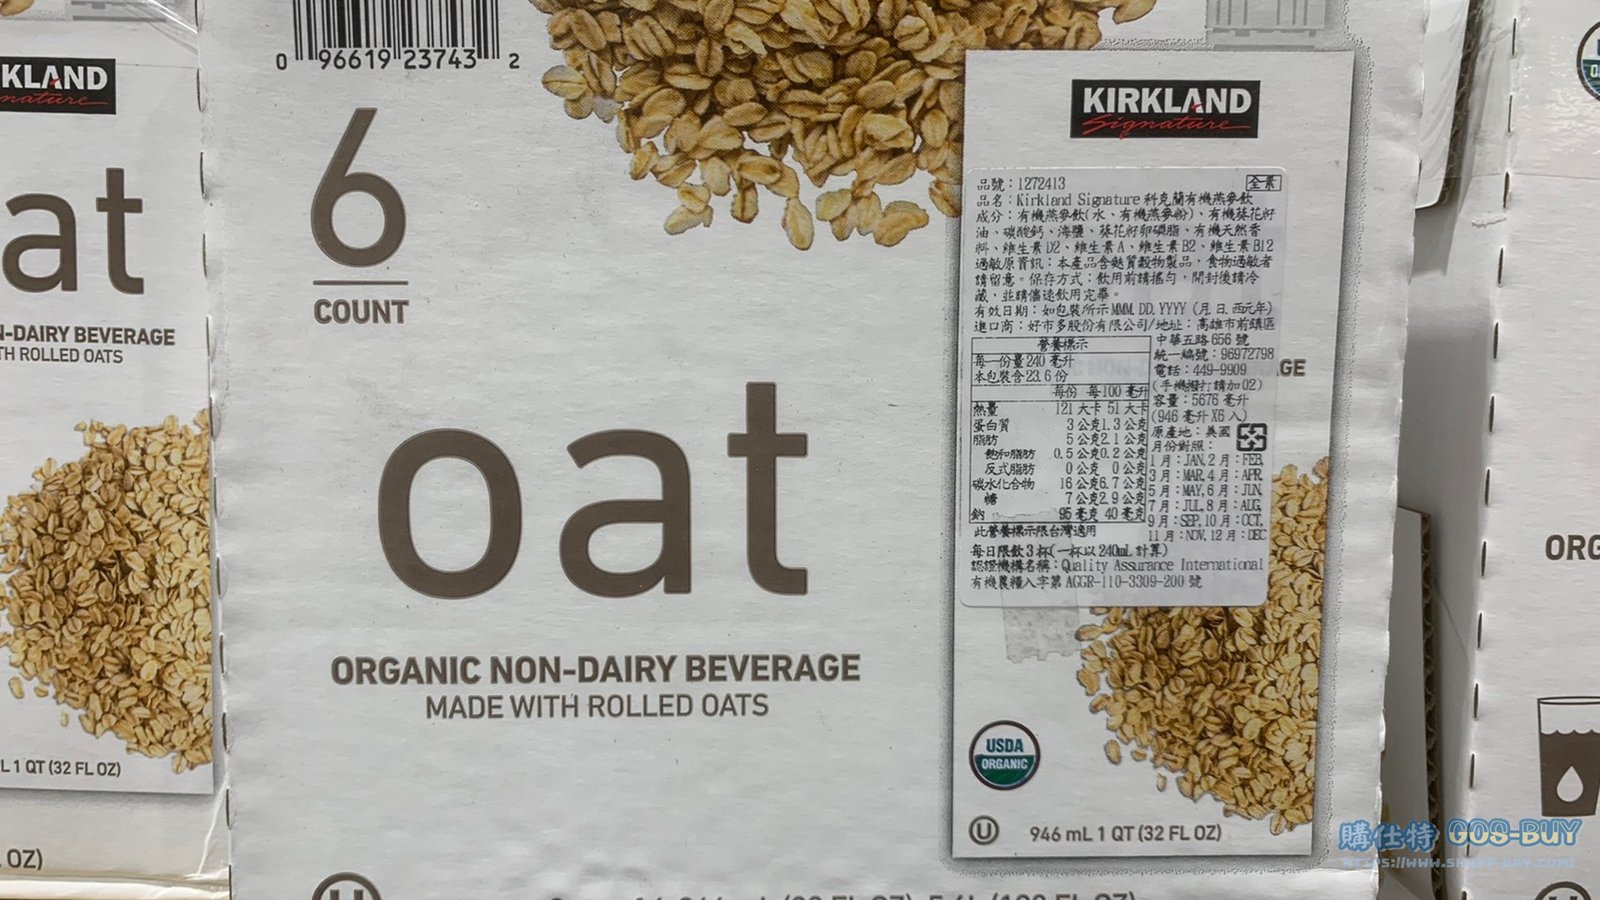 0 96619 23743 2
6
COUNT
oat
ORGANIC NON-DAIRY BEVERAGE
MADE WITH ROLLED OATS
KIRKLAND
Signature
品號：1272413
全素
品名：Kirkland Signature 科克蘭有機燕麥飲
成分：有機燕麥飲(水、有機燕麥粉)、有機葵花籽
油、碳酸鈣、海鹽、葵花籽卵磷脂、有機天然香
料、維生素D2、維生素A、維生素B2、維生素B12
過敏原資訊：本產品含麩質穀物製品，食物過敏者
請留意。保存方式：飲用前請搖勻，開封後請冷
藏，並請儘速飲用完畢。
有效日期：如包裝所示MMM.DD.YYYY (月.日.西元年)
進口商：好市多股份有限公司/地址：高雄市前鎮區
中華五路656號
統一編號：96972798
電話：449-9909
(手機撥打請加02)
容量：5676毫升
(946毫升X6入)
原產地：美國
月份對照：
1月：JAN,2月：FEB,
3月：MAR,4月：APR,
5月：MAY,6月：JUN,
7月：JUL,8月：AUG,
9月：SEP,10月：OCT,
11月：NOV,12月：DEC
營養標示
每一份量240毫升
本包裝含23.6份
每份 每100毫升
熱量 121大卡 51大卡
蛋白質 3公克 1.3公克
脂肪 5公克 2.1公克
飽和脂肪 0.5公克 0.2公克
反式脂肪 0公克 0公克
碳水化合物 16公克 6.7公克
糖 7公克 2.9公克
鈉 95毫克 40毫克
此營養標示限台灣適用
每日限飲3杯(一杯以240mL計算)
認證機構名稱：Quality Assurance International
有機農糧入字第AGGR-110-3309-200號
AGE
USDA
ORGANIC
U
946 mL 1 QT (32 FL OZ)
KLAND
nature
at
N-DAIRY BEVERAGE
TH ROLLED OATS
L 1 QT (32 FL OZ)
OZ)
ORG
購仕特 GOS-BUY